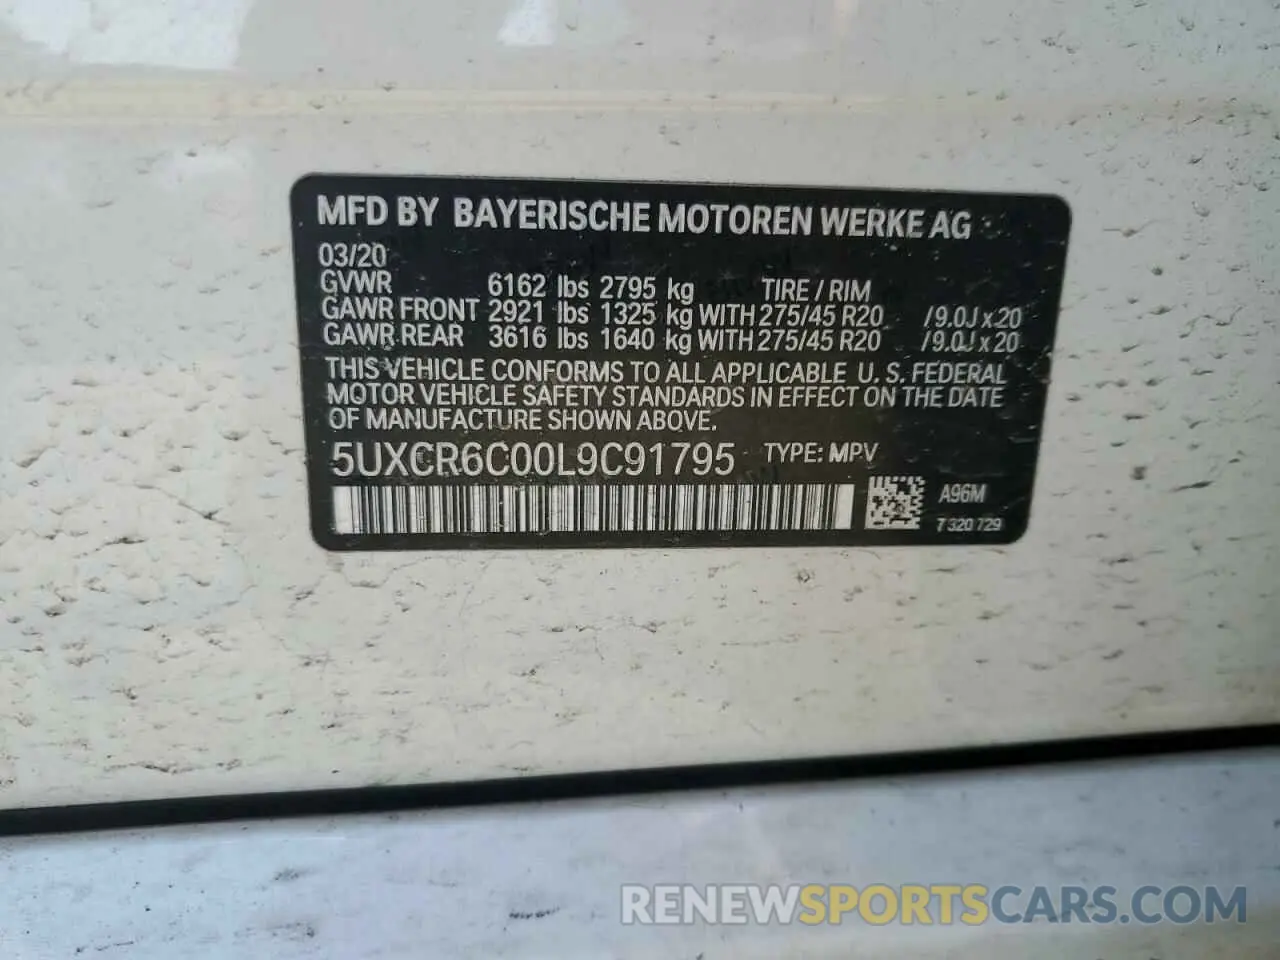 MFD BY BAYERISCHE MOTOREN WERKE AG
03/20
GVWR 6162 lbs 2795 kg TIRE / RIM
GAWR FRONT 2921 lbs 1325 kg WITH 275/45 R20 / 9.0J x 20
GAWR REAR 3616 lbs 1640 kg WITH 275/45 R20 / 9.0J x 20
THIS VEHICLE CONFORMS TO ALL APPLICABLE U. S. FEDERAL
MOTOR VEHICLE SAFETY STANDARDS IN EFFECT ON THE DATE
OF MANUFACTURE SHOWN ABOVE.
5UXCR6C00L9C91795 TYPE: MPV
A96M
7 320 729
RENEWSPORTSCARS.COM